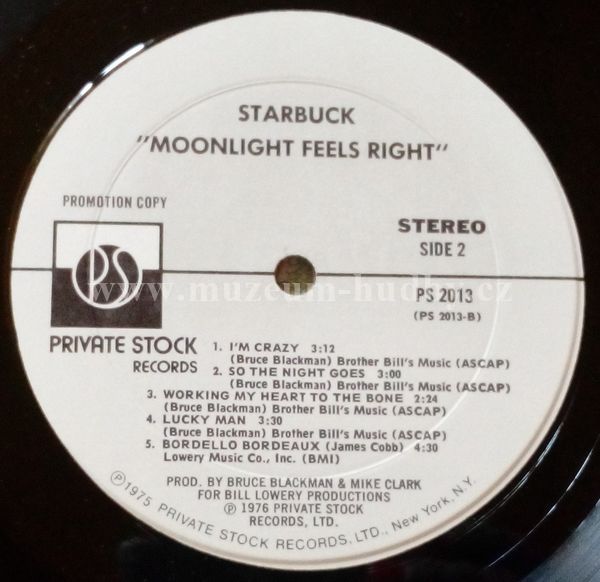 STARBUCK
"MOONLIGHT FEELS RIGHT"
PROMOTION COPY
STEREO
SIDE 2
PS
PS 2013
(PS 2013-B)
www.muzeum-hudby.cz
PRIVATE STOCK
RECORDS
1. I'M CRAZY 3:12
(Bruce Blackman) Brother Bill's Music (ASCAP)
2. SO THE NIGHT GOES 3:00
(Bruce Blackman) Brother Bill's Music (ASCAP)
3. WORKING MY HEART TO THE BONE 2:24
(Bruce Blackman) Brother Bill's Music (ASCAP)
4. LUCKY MAN 3:30
(Bruce Blackman) Brother Bill's Music (ASCAP)
5. BORDELLO BORDEAUX (James Cobb) 4:30
Lowery Music Co., Inc. (BMI)
PROD. BY BRUCE BLACKMAN & MIKE CLARK
FOR BILL LOWERY PRODUCTIONS
℗ 1976 PRIVATE STOCK
RECORDS, LTD.
℗ 1975 PRIVATE STOCK RECORDS, LTD., New York, N.Y.